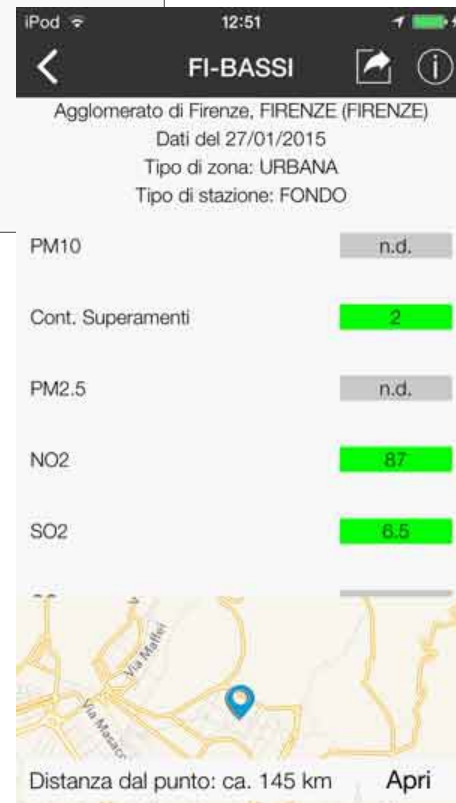 iPod 12:51
FI-BASSI
Agglomerato di Firenze, FIRENZE (FIRENZE)
Dati del 27/01/2015
Tipo di zona: URBANA
Tipo di stazione: FONDO
PM10 n.d.
Cont. Superamenti 2
PM2.5 n.d.
NO2 87
SO2 6.5
Via Maffei
Via Masacc
Distanza dal punto: ca. 145 km Apri